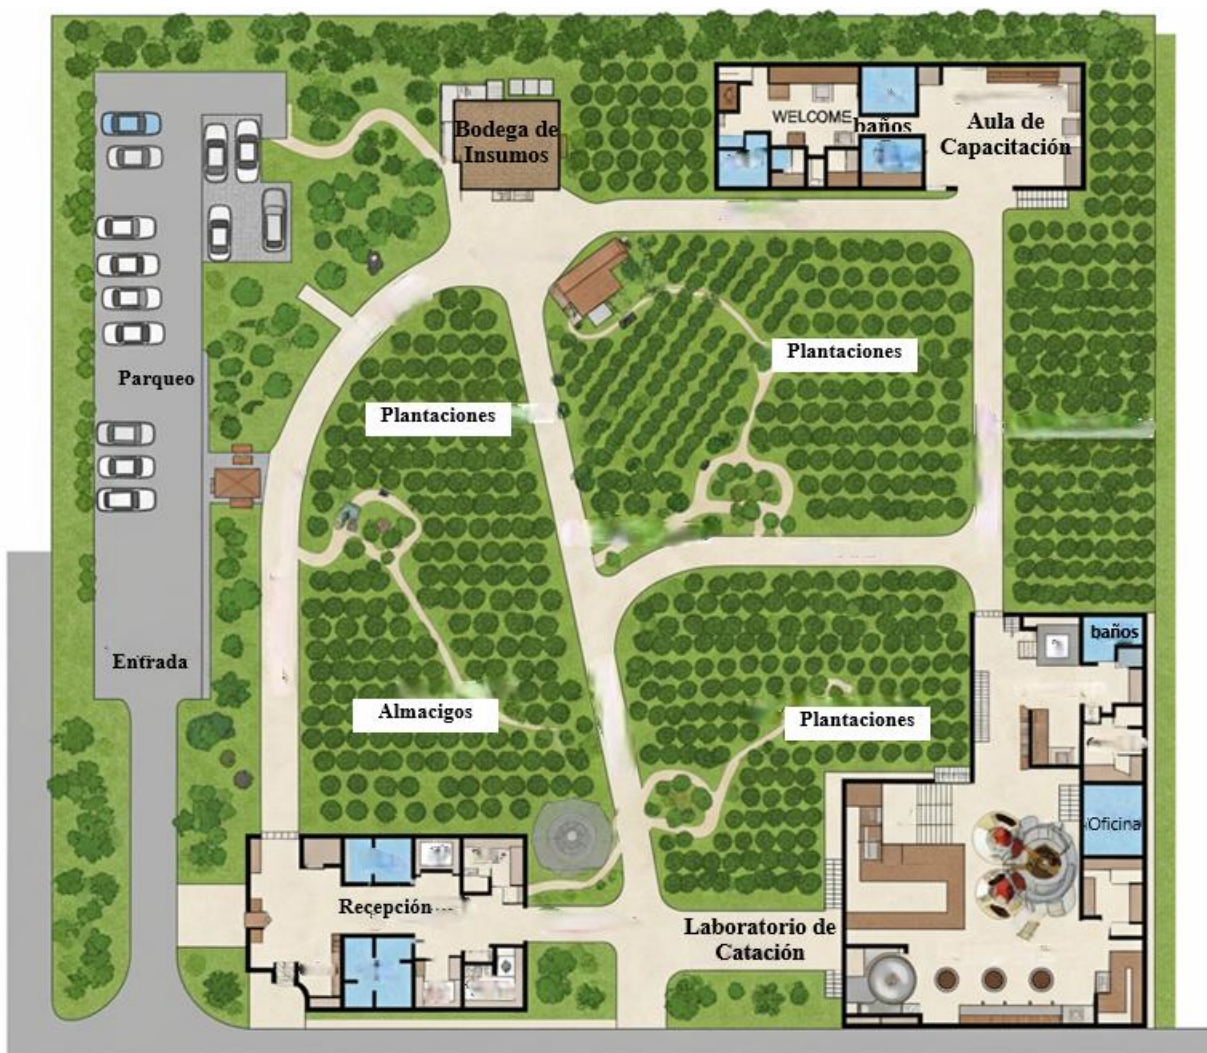 WELCOME
baños
Aula de
Capacitación
Bodega de
Insumos
Plantaciones
Parqueo
Plantaciones
baños
Entrada
Almacigos
Plantaciones
Oficina
Recepción
Laboratorio de
Catación